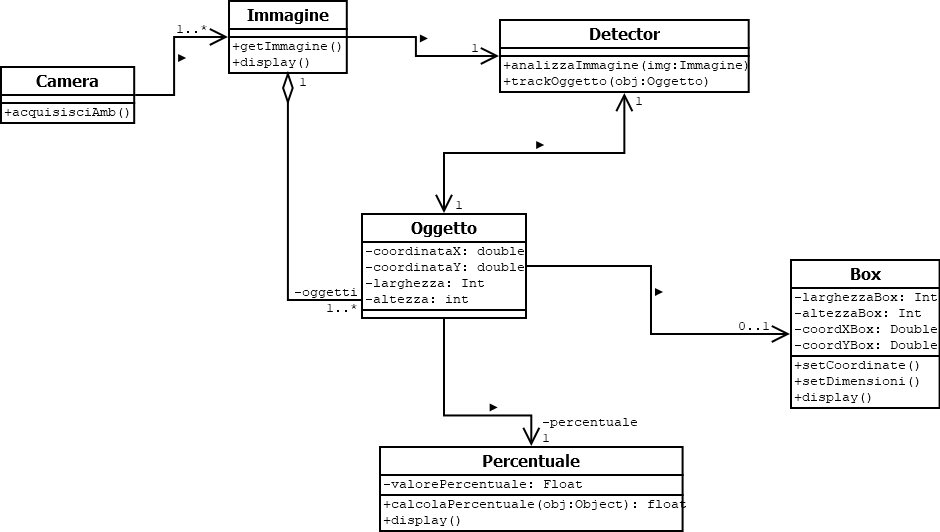 Immagine
+getImmagine()
+display()
1..*
1
Camera
+acquisisciAmb()
Detector
+analizzaImmagine(img:Immagine)
+trackOggetto(obj:Oggetto)
1
1
1
Oggetto
-coordinataX: double
-coordinataY: double
-larghezza: Int
-altezza: int
-oggetti
1..*
Box
-larghezzaBox: Int
-altezzaBox: Int
-coordXBox: Double
-coordYBox: Double
+setCoordinate()
+setDimensioni()
+display()
0..1
-percentuale
1
Percentuale
-valorePercentuale: Float
+calcolaPercentuale(obj:Object): float
+display()